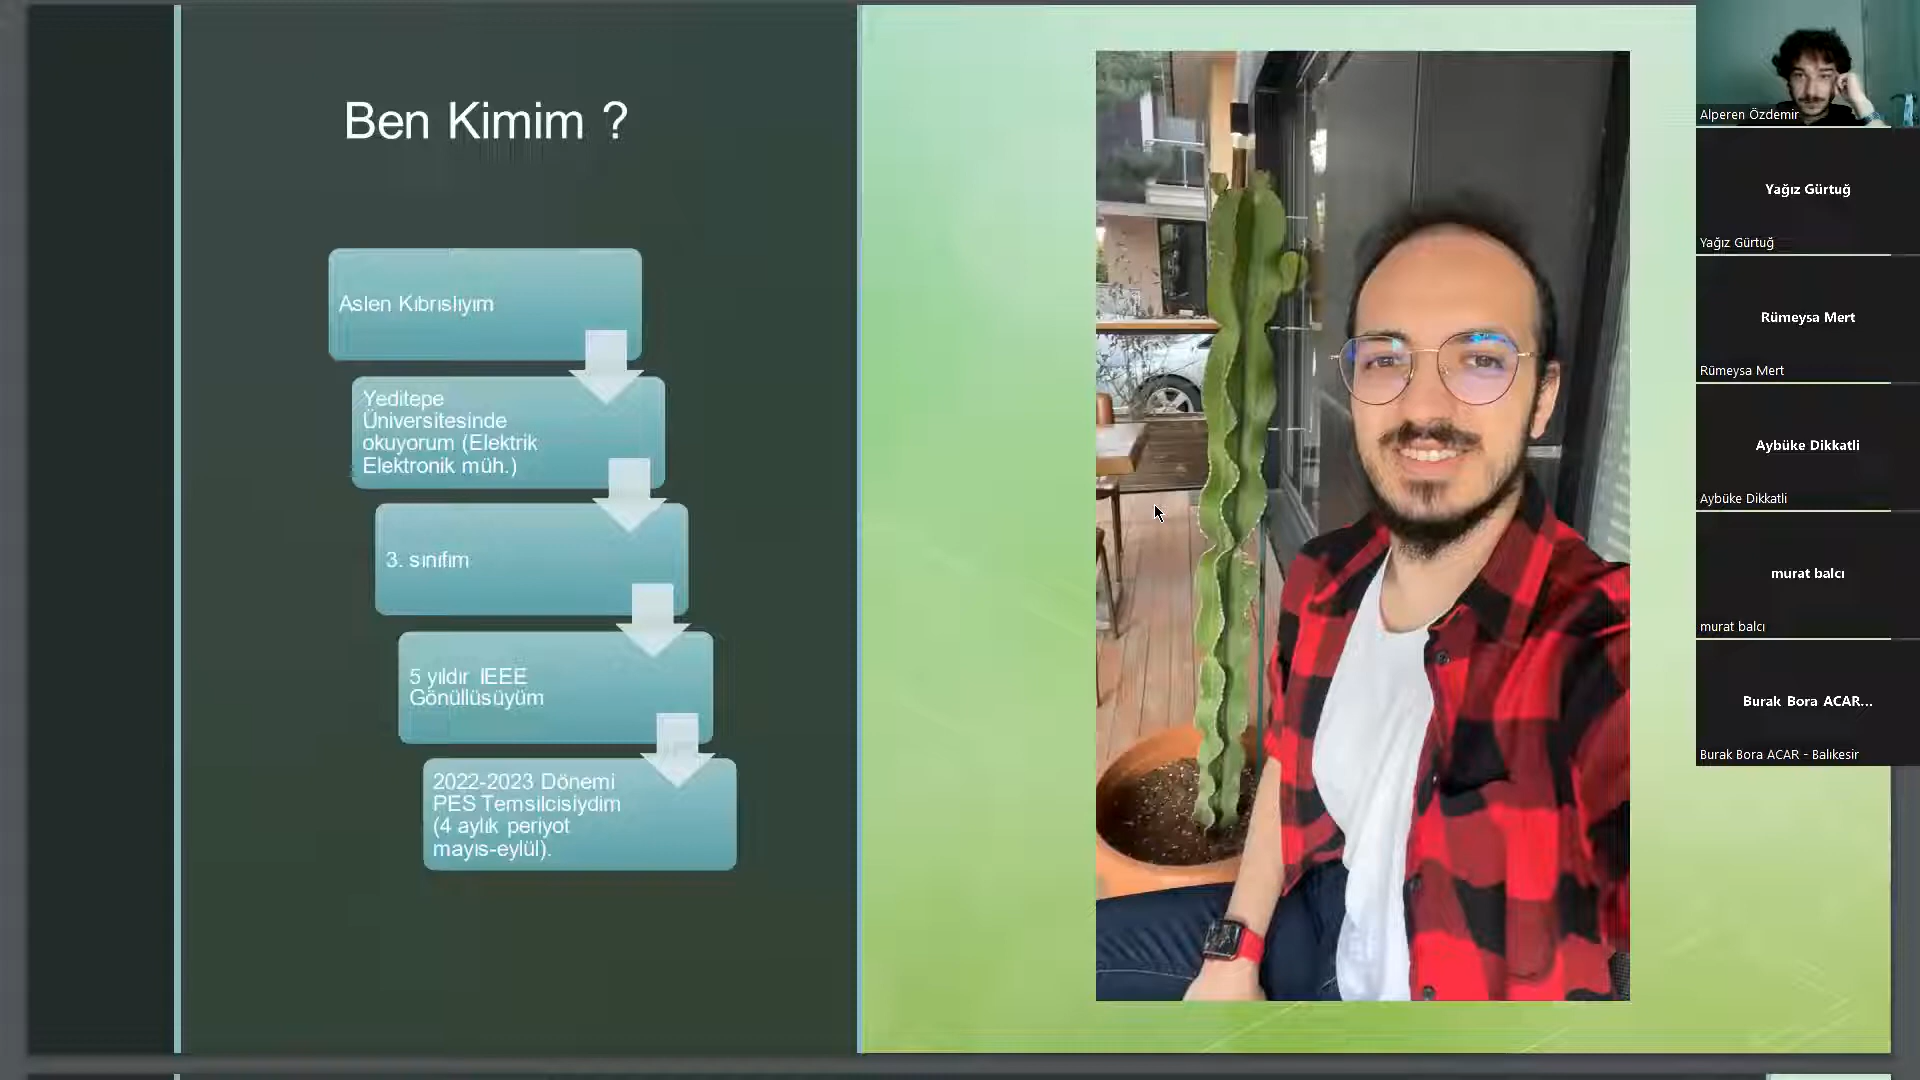 Ben Kimim ?
Aslen Kıbrıslıyım
Yeditepe
Üniversitesinde
okuyorum (Elektrik
Elektronik müh.)
3. sınıfım
5 yıldır IEEE
Gönüllüsüyüm
2022-2023 Dönemi
PES Temsilcisiydim
(4 aylık periyot
mayıs-eylül).
Alperen Özdemir
Yağız Gürtuğ
Yağız Gürtuğ
Rümeysa Mert
Rümeysa Mert
Aybüke Dikkatli
Aybüke Dikkatli
murat balcı
murat balcı
Burak Bora ACAR...
Burak Bora ACAR - Balıkesir